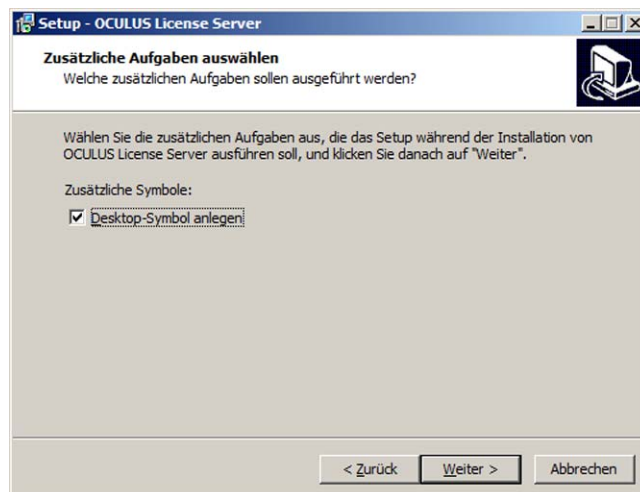 Setup - OCULUS License Server
Zusätzliche Aufgaben auswählen
Welche zusätzlichen Aufgaben sollen ausgeführt werden?
Wählen Sie die zusätzlichen Aufgaben aus, die das Setup während der Installation von
OCULUS License Server ausführen soll, und klicken Sie danach auf "Weiter".
Zusätzliche Symbole:
Desktop-Symbol anlegen
< Zurück Weiter > Abbrechen